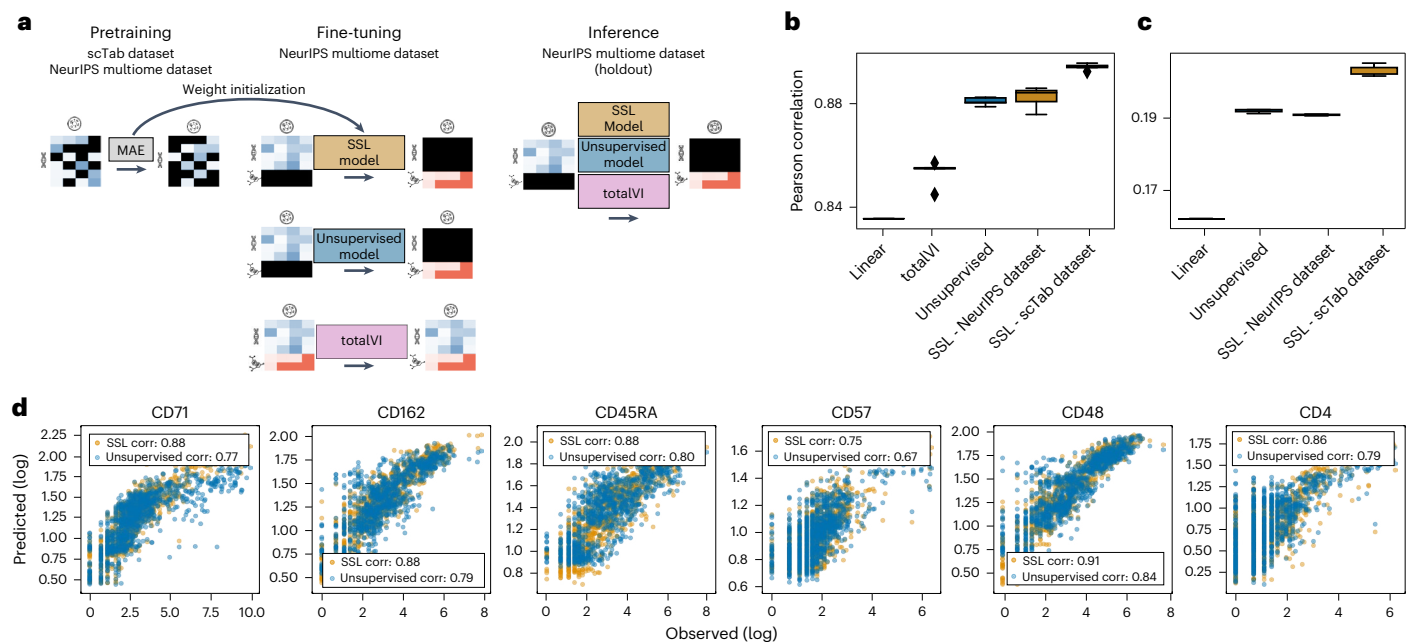 a
Pretraining
scTab dataset
NeurIPS multiome dataset
Fine-tuning
NeurIPS multiome dataset
Inference
NeurIPS multiome dataset
(holdout)
Weight initialization
MAE
SSL
model
Unsupervised
model
totalVI
SSL
Model
Unsupervised
model
totalVI
b
Pearson correlation
0.88
0.84
Linear
totalVI
Unsupervised
SSL - NeurIPS dataset
SSL - scTab dataset
c
0.19
0.17
Linear
Unsupervised
SSL - NeurIPS dataset
SSL - scTab dataset
d
Predicted (log)
CD71
SSL corr: 0.88
Unsupervised corr: 0.77
2.25
2.00
1.75
1.50
1.25
1.00
0.75
0.50
0
2.5
5.0
7.5
10.0
CD162
2.00
1.75
1.50
1.25
1.00
0.75
0.50
SSL corr: 0.88
Unsupervised corr: 0.79
0
2
4
6
8
CD45RA
SSL corr: 0.88
Unsupervised corr: 0.80
2.0
1.8
1.6
1.4
1.2
1.0
0.8
0
2
4
6
8
CD57
SSL corr: 0.75
Unsupervised corr: 0.67
1.6
1.4
1.2
1.0
0.8
0.6
0
2
4
6
CD48
2.00
1.75
1.50
1.25
1.00
0.75
0.50
SSL corr: 0.91
Unsupervised corr: 0.84
0
2
4
6
8
CD4
SSL corr: 0.86
Unsupervised corr: 0.79
1.75
1.50
1.25
1.00
0.75
0.50
0.25
0
2
4
6
Observed (log)